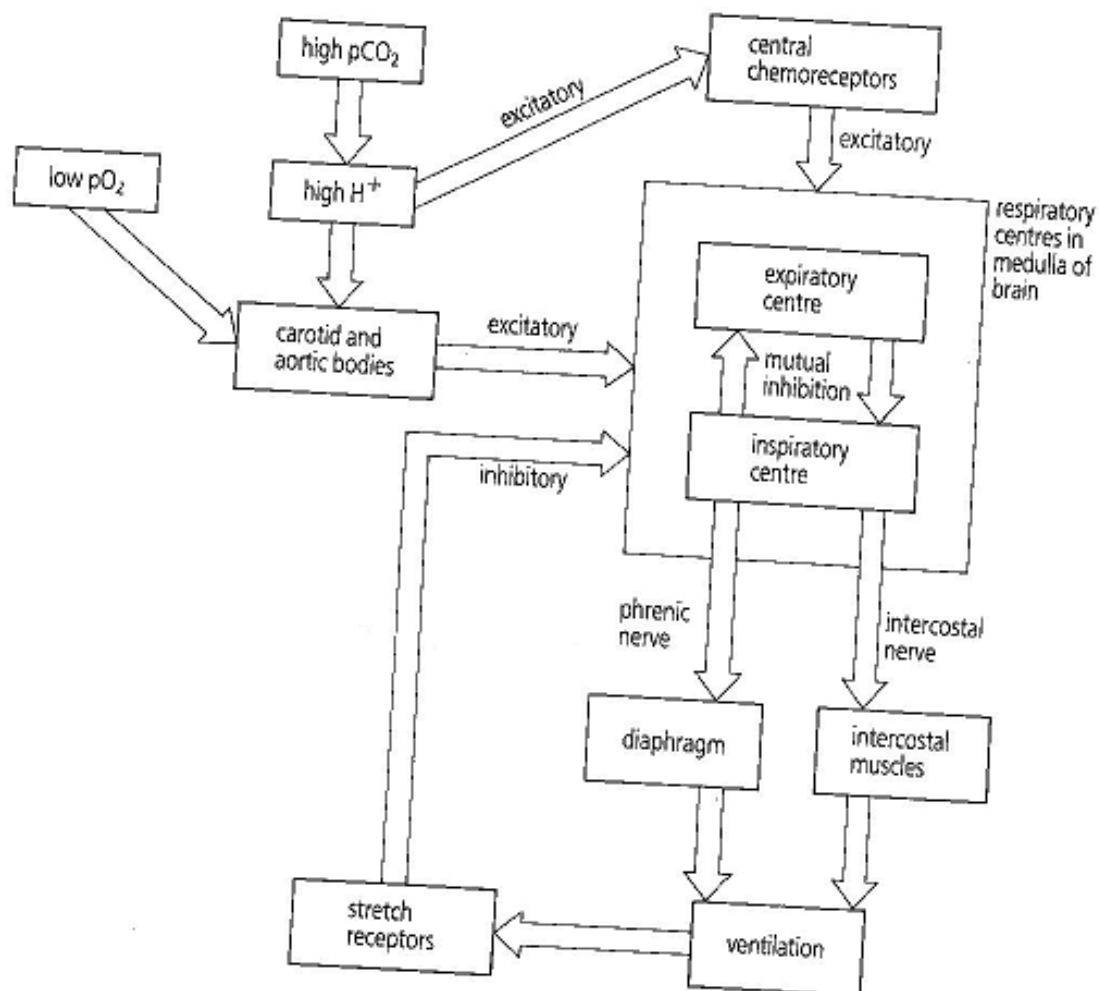 high pCO₂
central
chemoreceptors
excitatory
excitatory
low pO₂
high H⁺
respiratory
centres in
medulla of
brain
expiratory
centre
carotid and
aortic bodies
excitatory
mutual
inhibition
inspiratory
centre
inhibitory
phrenic
nerve
intercostal
nerve
diaphragm
intercostal
muscles
stretch
receptors
ventilation